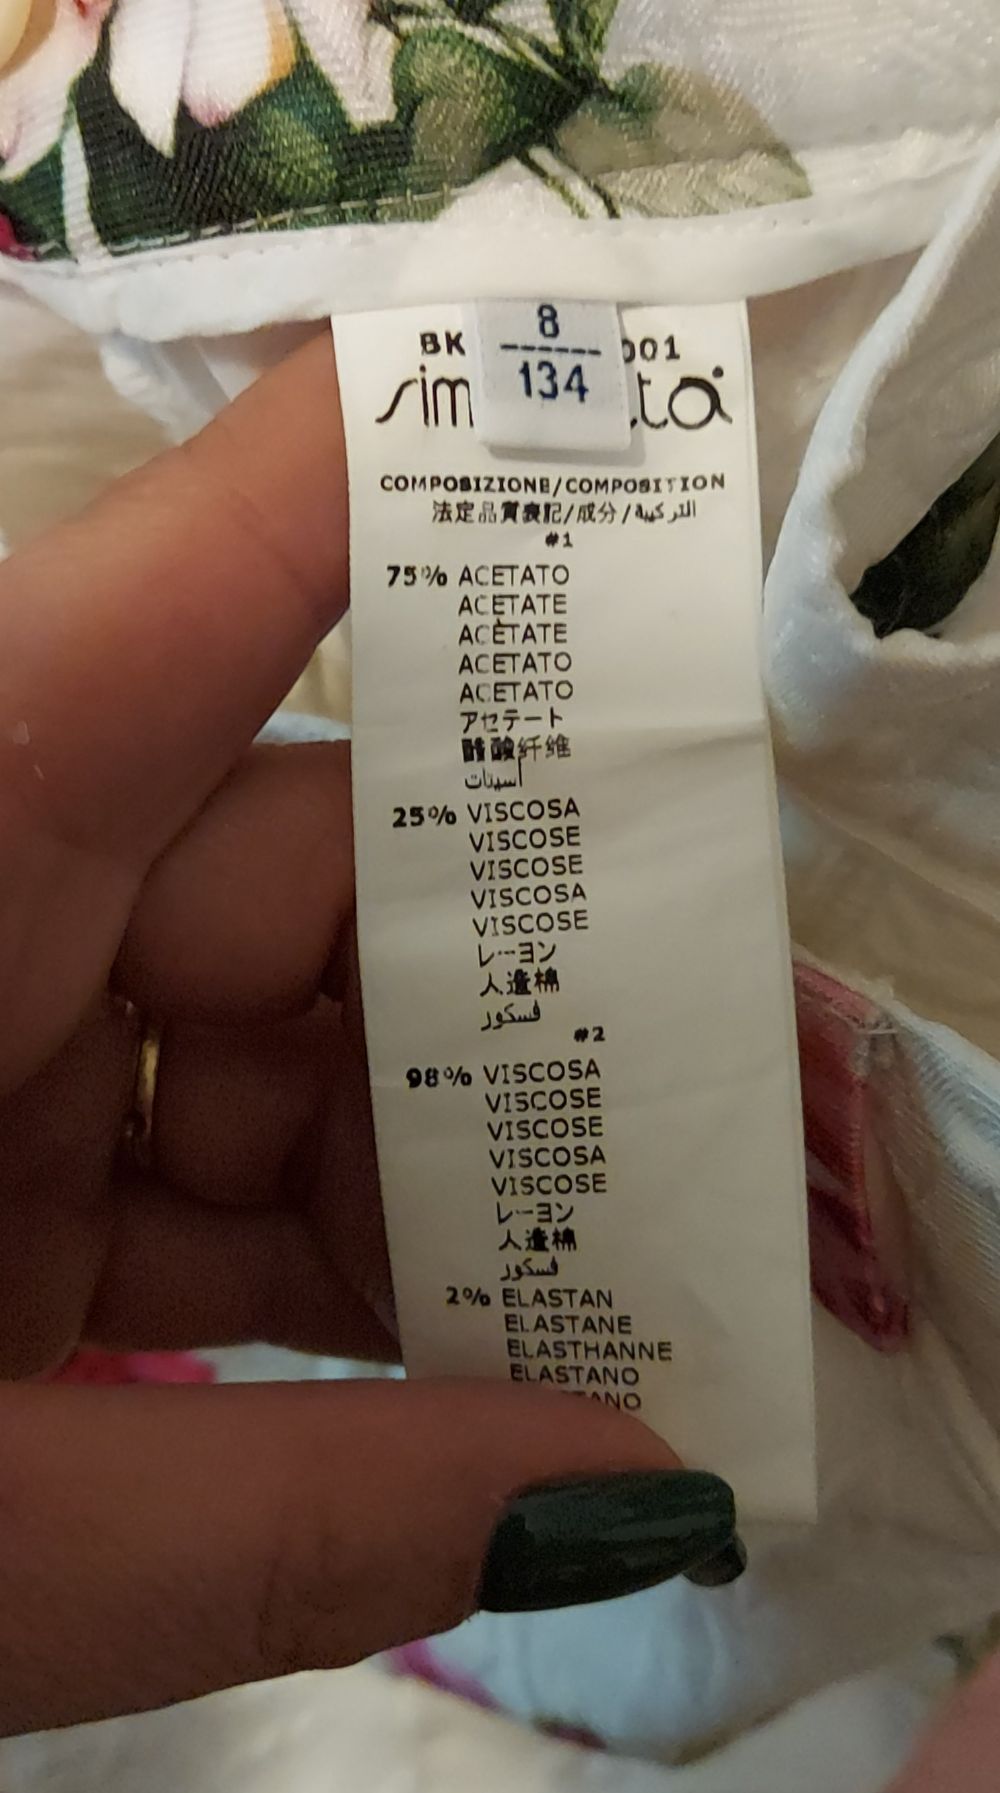 8
134
BK
001
COMPOSIZIONE/COMPOSITION
法定品質表記/成分/التركيبة
#1
75% ACETATO
ACETATE
ACÉTATE
ACETATO
ACETATO
アセテート
醋酸纤维
أسيتات
25% VISCOSA
VISCOSE
VISCOSE
VISCOSA
VISCOSE
レーヨン
人造棉
فسكوز
#2
98% VISCOSA
VISCOSE
VISCOSE
VISCOSA
VISCOSE
レーヨン
人造棉
فسكوز
2% ELASTAN
ELASTANE
ELASTHANNE
ELASTANO